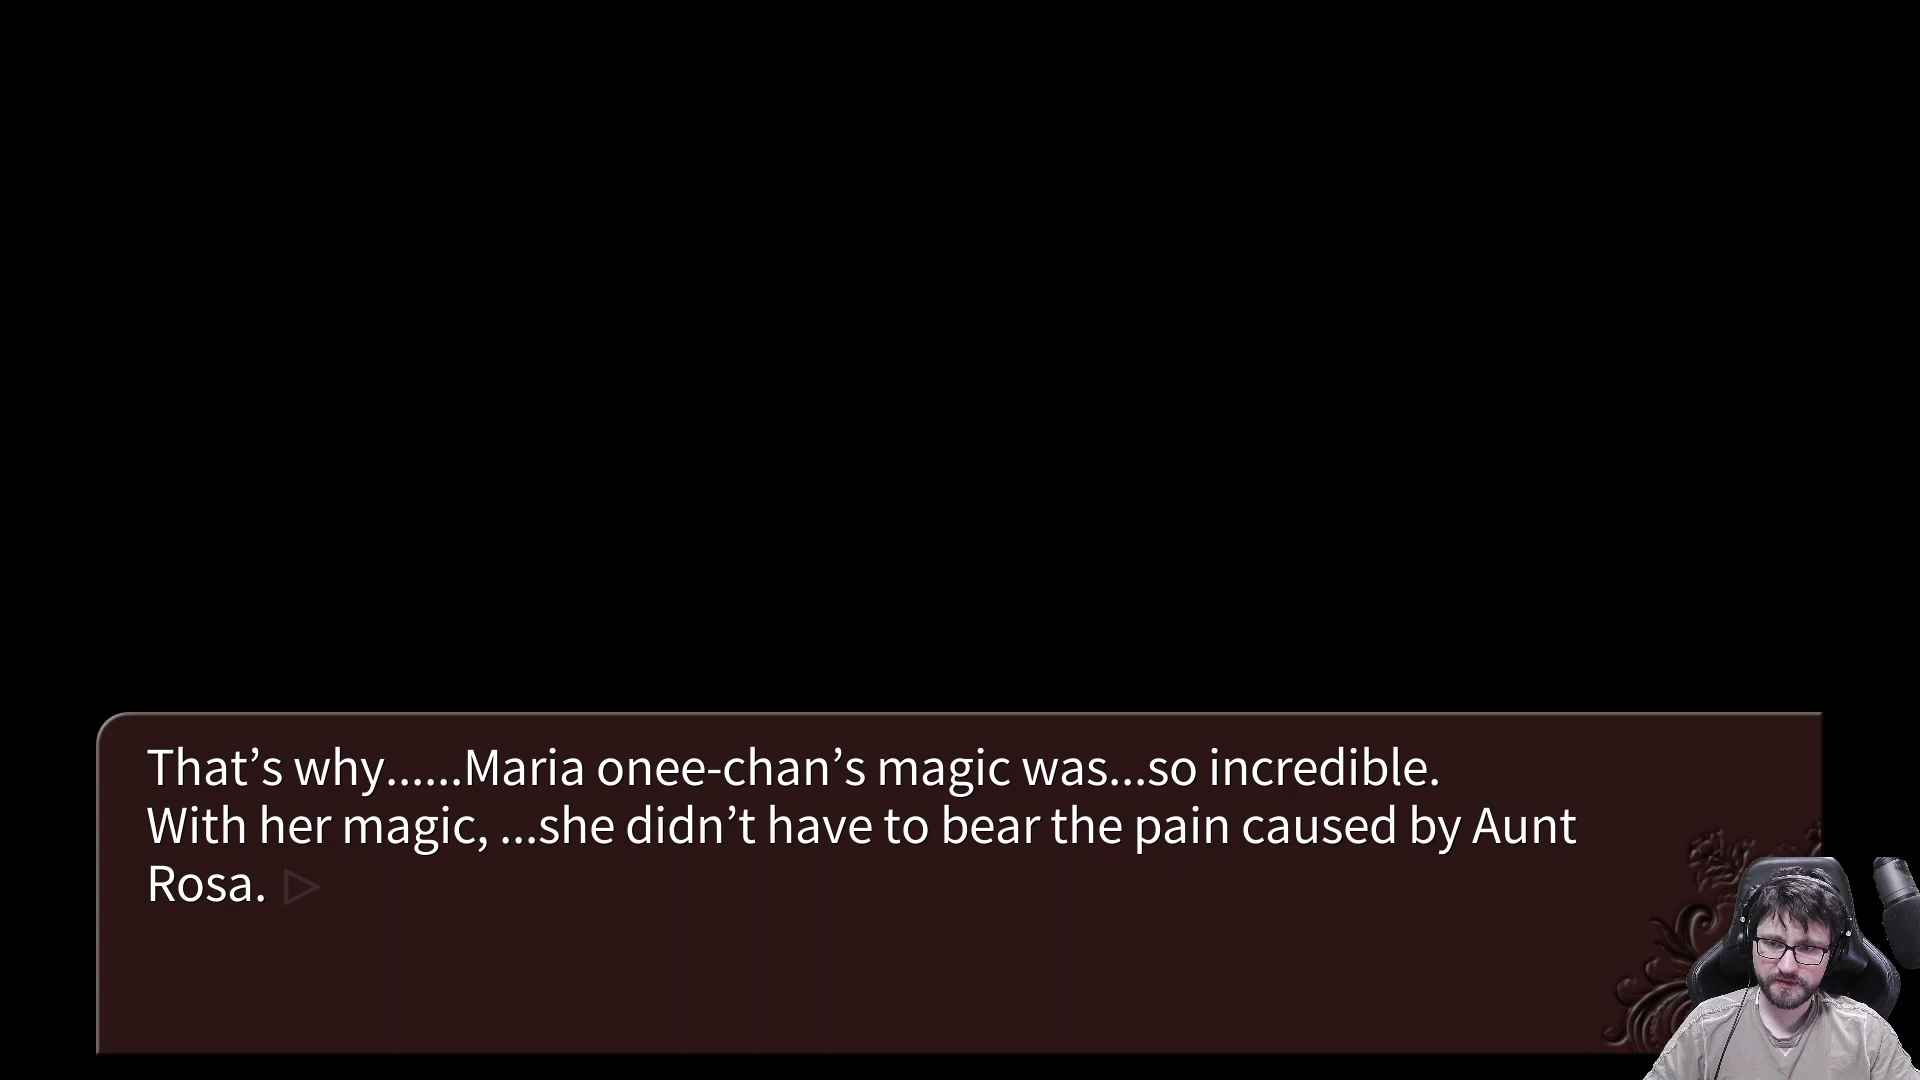 That’s why......Maria onee-chan’s magic was...so incredible.
With her magic, ...she didn’t have to bear the pain caused by Aunt
Rosa.